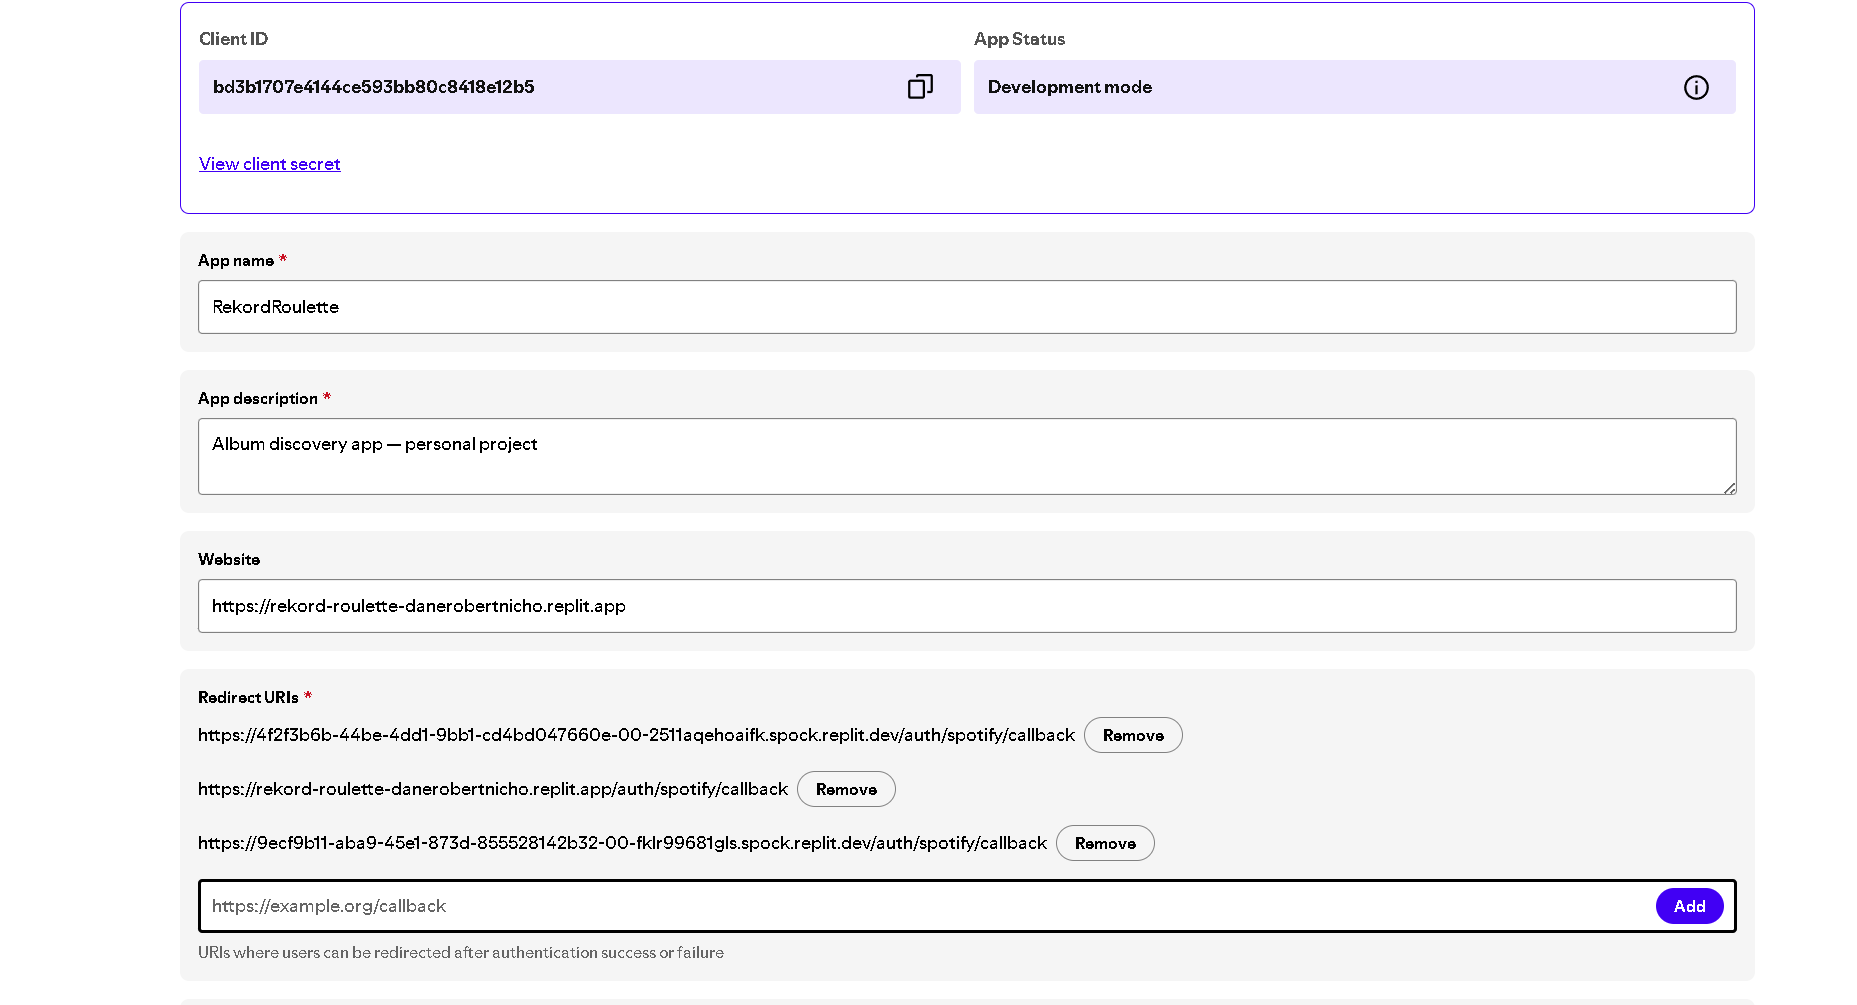 Client ID
App Status
bd3b1707e4144ce593bb80c8418e12b5
Development mode
View client secret
App name *
RekordRoulette
App description *
Album discovery app — personal project
Website
https://rekord-roulette-danerobertnicho.replit.app
Redirect URIs *
https://4f2f3b6b-44be-4dd1-9bb1-cd4bd047660e-00-2511aqehoaifk.spock.replit.dev/auth/spotify/callback Remove
https://rekord-roulette-danerobertnicho.replit.app/auth/spotify/callback Remove
https://9ecf9b11-aba9-45e1-873d-855528142b32-00-fklr99681gls.spock.replit.dev/auth/spotify/callback Remove
https://example.org/callback Add
URIs where users can be redirected after authentication success or failure